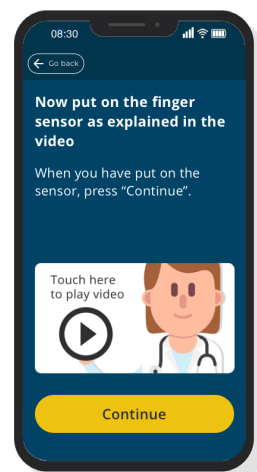 08:30
Go back
Now put on the finger
sensor as explained in the
video
When you have put on the
sensor, press “Continue”.
Touch here
to play video
Continue